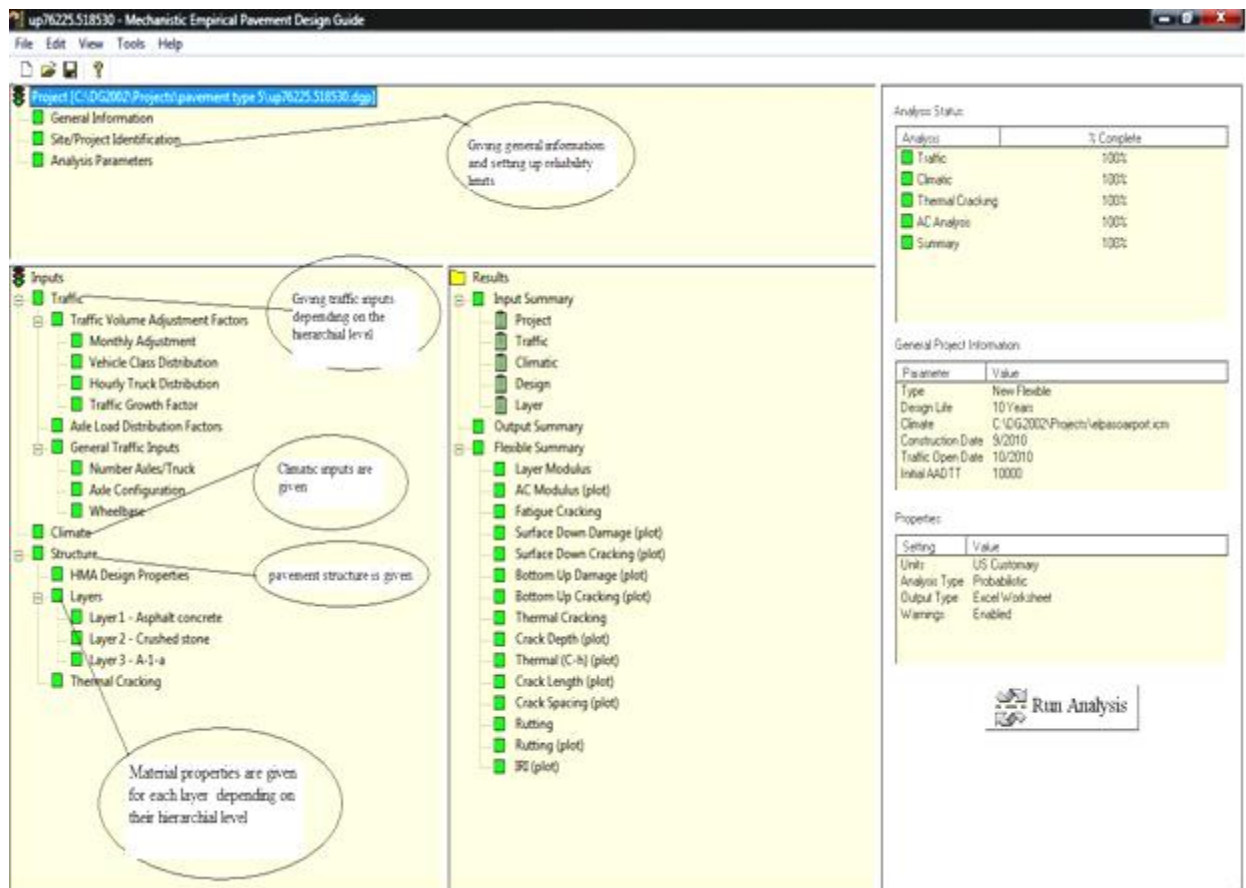 up76225.518530 - Mechanistic Empirical Pavement Design Guide
File Edit View Tools Help
Project [C:\DG2002\Projects\pavement type 5\up76225.518530.dgp]
General Information
Site/Project Identification
Analysis Parameters
Giving general information
and setting up reliability
limits
Inputs
Traffic
Traffic Volume Adjustment Factors
Monthly Adjustment
Vehicle Class Distribution
Hourly Truck Distribution
Traffic Growth Factor
Axle Load Distribution Factors
General Traffic Inputs
Number Axles/Truck
Axle Configuration
Wheelbase
Climate
Structure
HMA Design Properties
Layers
Layer 1 - Asphalt concrete
Layer 2 - Crushed stone
Layer 3 - A-1-a
Thermal Cracking
Giving traffic inputs
depending on the
hierarchial level
Climatic inputs are
given
pavement structure is given
Material properties are given
for each layer depending on
their hierarchial level
Results
Input Summary
Project
Traffic
Climatic
Design
Layer
Output Summary
Flexible Summary
Layer Modulus
AC Modulus (plot)
Fatigue Cracking
Surface Down Damage (plot)
Surface Down Cracking (plot)
Bottom Up Damage (plot)
Bottom Up Cracking (plot)
Thermal Cracking
Crack Depth (plot)
Thermal (C-h) (plot)
Crack Length (plot)
Crack Spacing (plot)
Rutting
Rutting (plot)
IRI (plot)
Analysis Status:
Analysis % Complete
Traffic 100%
Climatic 100%
Thermal Cracking 100%
AC Analysis 100%
Summary 100%
General Project Information:
Parameter Value
Type New Flexible
Design Life 10 Years
Climate C:\DG2002\Projects\elpasoairport.icm
Construction Date 9/2010
Traffic Open Date 10/2010
Initial AADTT 10000
Properties
Setting Value
Units US Customary
Analysis Type Probabilistic
Output Type Excel Worksheet
Warnings Enabled
Run Analysis